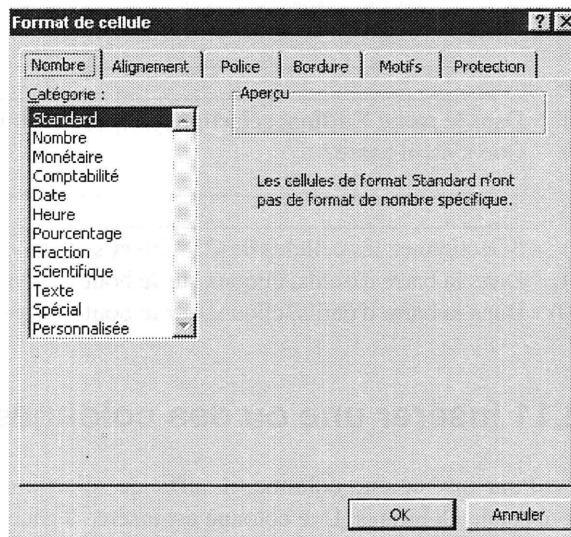 Format de cellule
Nombre Alignement Police Bordure Motifs Protection
Catégorie :
Aperçu
Standard
Nombre
Monétaire
Comptabilité
Date
Heure
Pourcentage
Fraction
Scientifique
Texte
Spécial
Personnalisée
Les cellules de format Standard n'ont
pas de format de nombre spécifique.
OK Annuler